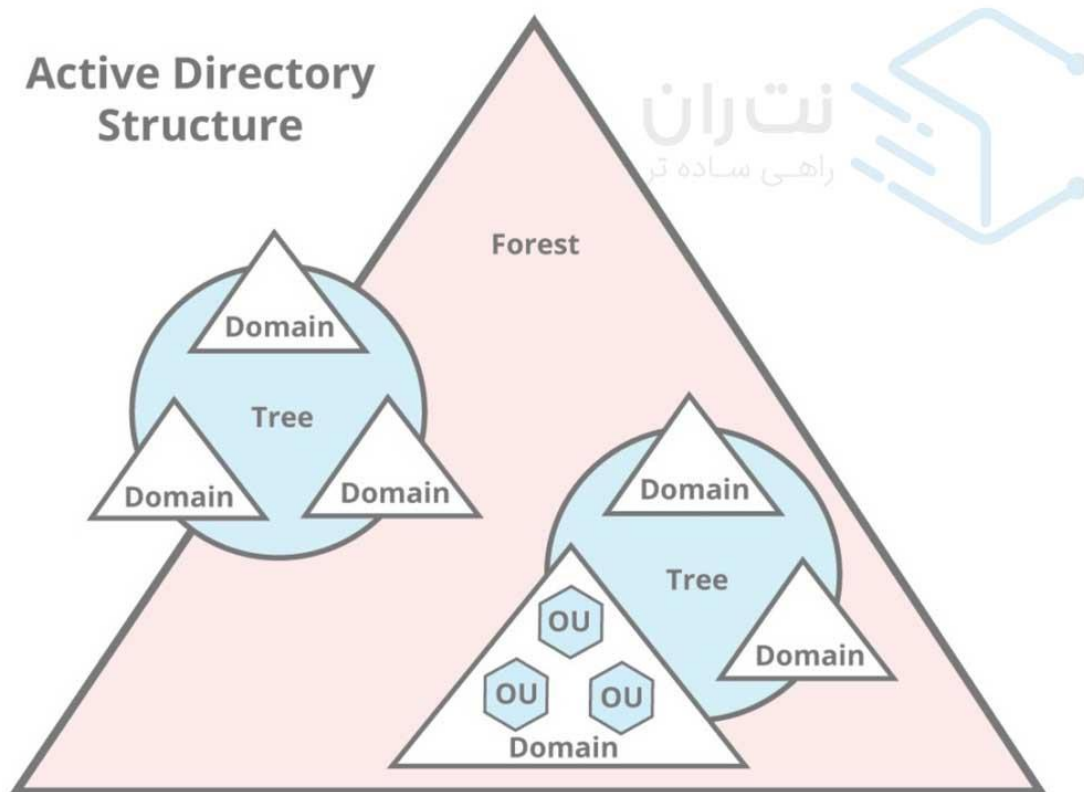 Active Directory
Structure
نت‌ران
راهی ساده تر
Forest
Domain
Tree
Domain
Domain
Domain
Tree
Domain
OU
OU
OU
Domain